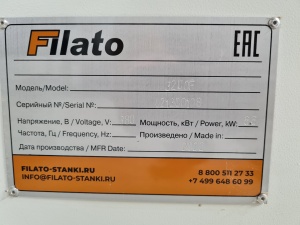 Filato
EAC
Модель/Model:
Серийный №/Serial №:
Напряжение, В / Voltage, V: Мощность, кВт / Power, kW:
Частота, Гц / Frequency, Hz: Произведено / Made in:
Дата производства / MFR Date:
FILATO-STANKI.RU
INFO@FILATO-STANKI.RU
8 800 511 27 33
+7 499 648 60 99